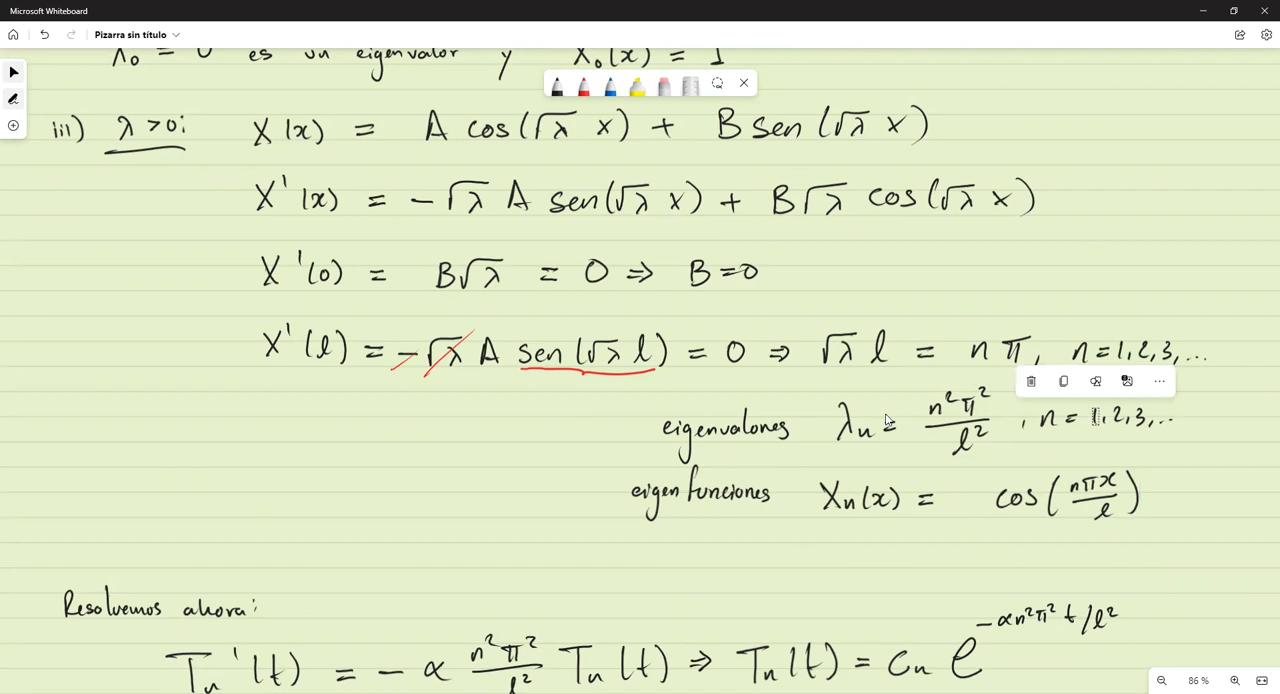 Microsoft Whiteboard
Pizarra sin título
λ₀ = 0 es un eigenvalor y X₀(x) = 1
iii) λ > 0: X(x) = A cos(√λ x) + B sen(√λ x)
X'(x) = -√λ A sen(√λ x) + B√λ cos(√λ x)
X'(0) = B√λ = 0 ⇒ B=0
X'(l) = -√λ A sen(√λ l) = 0 ⇒ √λ l = nπ, n=1,2,3,...
eigenvalores λn = n²π²/l², n = 1,2,3,...
eigenfunciones Xn(x) = cos(nπx/l)
Resolvemos ahora:
Tn'(t) = -α n²π²/l² Tn(t) ⇒ Tn(t) = Cn e^(-αn²π²t/l²)
86 %